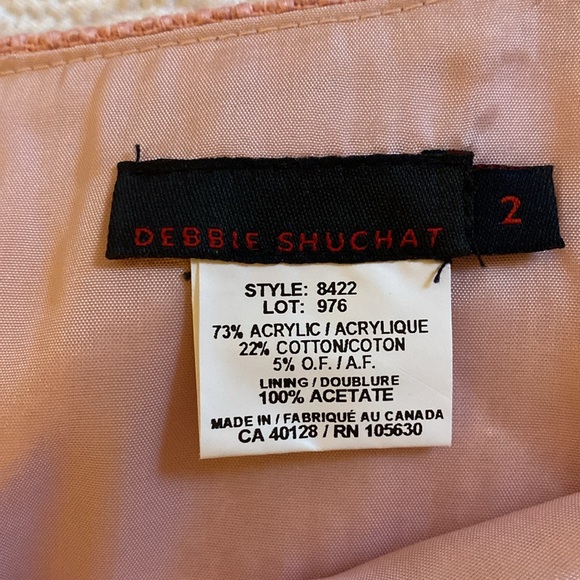 DEBBIE SHUCHAT
2
STYLE: 8422
LOT: 976
73% ACRYLIC / ACRYLIQUE
22% COTTON/COTON
5% O.F. / A.F.
LINING / DOUBLURE
100% ACETATE
MADE IN / FABRIQUÉ AU CANADA
CA 40128 / RN 105630